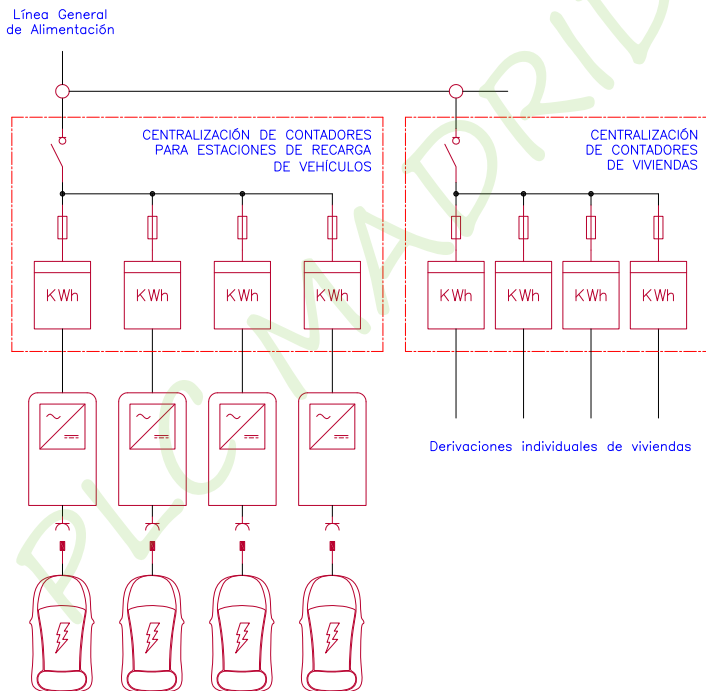 Línea General
de Alimentación
CENTRALIZACIÓN DE CONTADORES
PARA ESTACIONES DE RECARGA
DE VEHÍCULOS
CENTRALIZACIÓN
DE CONTADORES
DE VIVIENDAS
KWh KWh KWh KWh KWh KWh KWh KWh
Derivaciones individuales de viviendas
PLC MADRID